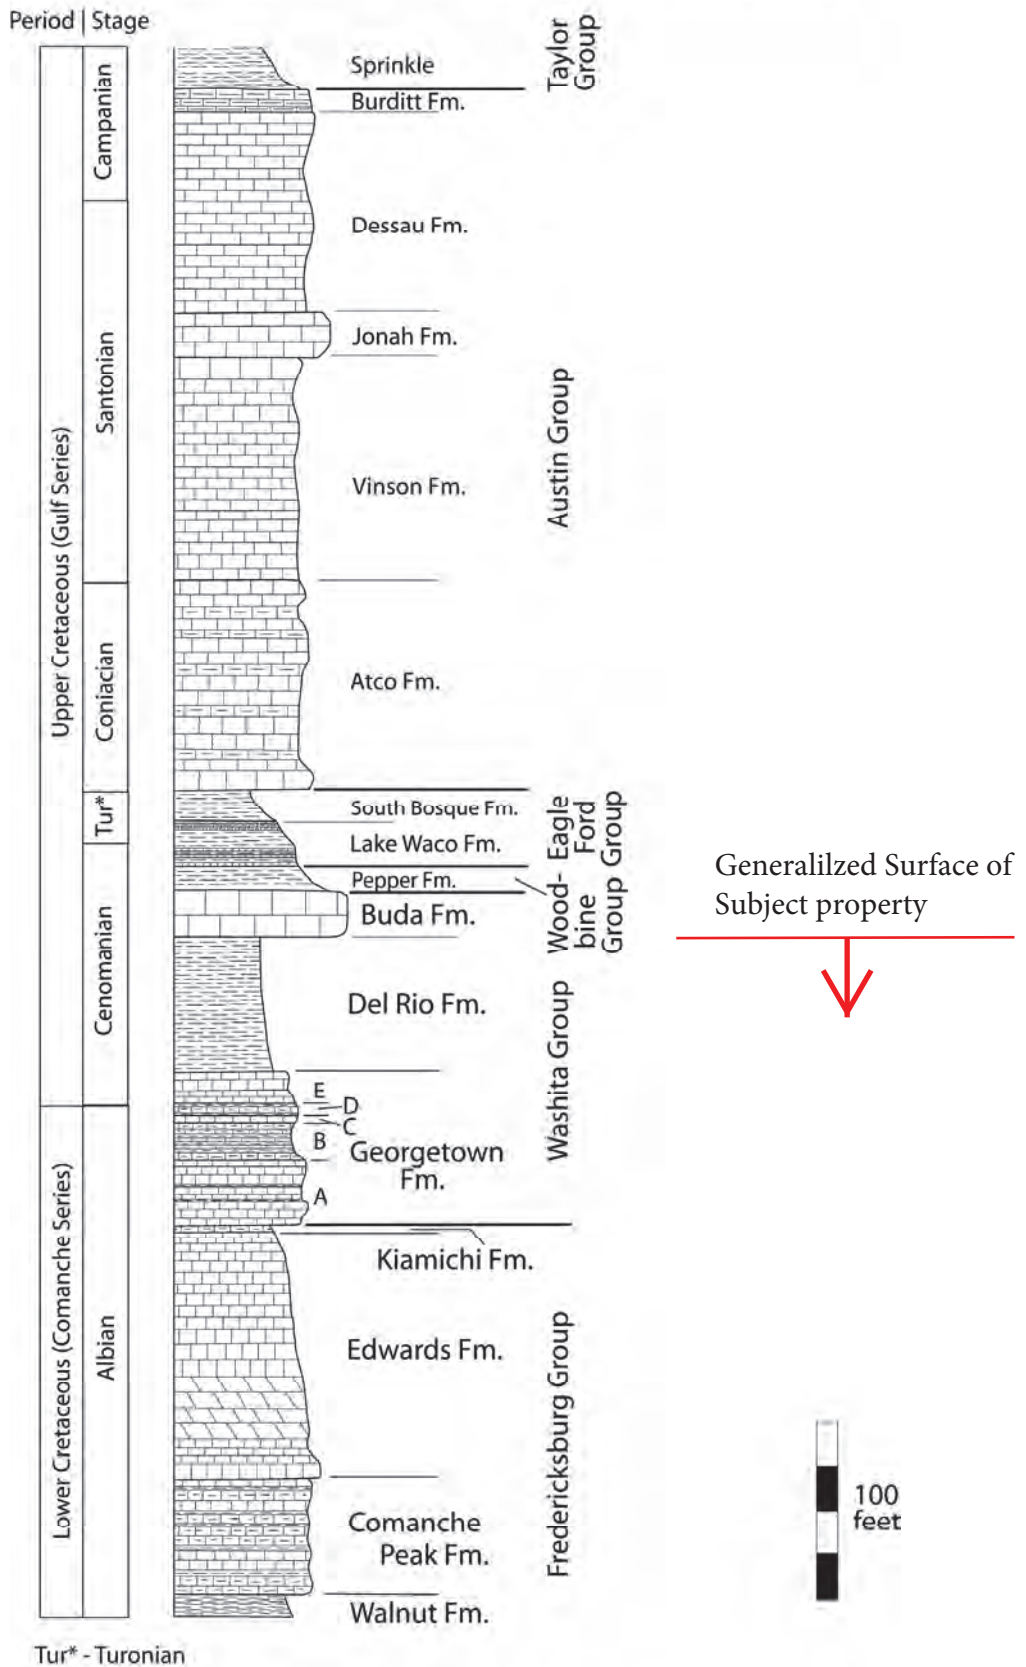 Period | Stage
Upper Cretaceous (Gulf Series)
Lower Cretaceous (Comanche Series)
Campanian
Santonian
Coniacian
Tur*
Cenomanian
Albian
Sprinkle
Burditt Fm.
Dessau Fm.
Jonah Fm.
Vinson Fm.
Atco Fm.
South Bosque Fm.
Lake Waco Fm.
Pepper Fm.
Buda Fm.
Del Rio Fm.
E
D
C
B
A
Georgetown
Fm.
Kiamichi Fm.
Edwards Fm.
Comanche
Peak Fm.
Walnut Fm.
Taylor
Group
Austin Group
Eagle
Ford
Group
Wood-
bine
Group
Washita Group
Fredericksburg Group
Generalilzed Surface of
Subject property
100
feet
Tur* - Turonian